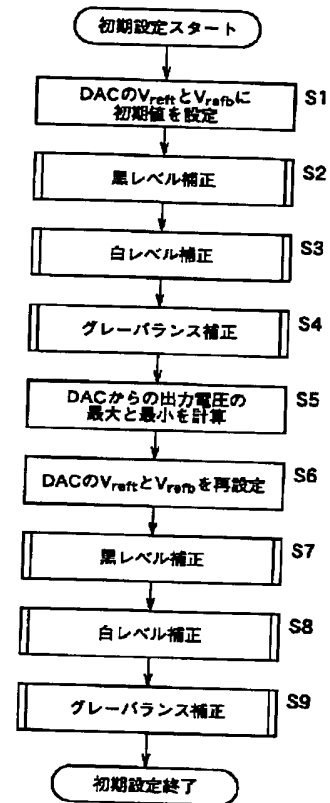 初期設定スタート
DACのVreftとVrefbに
初期値を設定
S1
黒レベル補正
S2
白レベル補正
S3
グレーバランス補正
S4
DACからの出力電圧の
最大と最小を計算
S5
DACのVreftとVrefbを再設定
S6
黒レベル補正
S7
白レベル補正
S8
グレーバランス補正
S9
初期設定終了